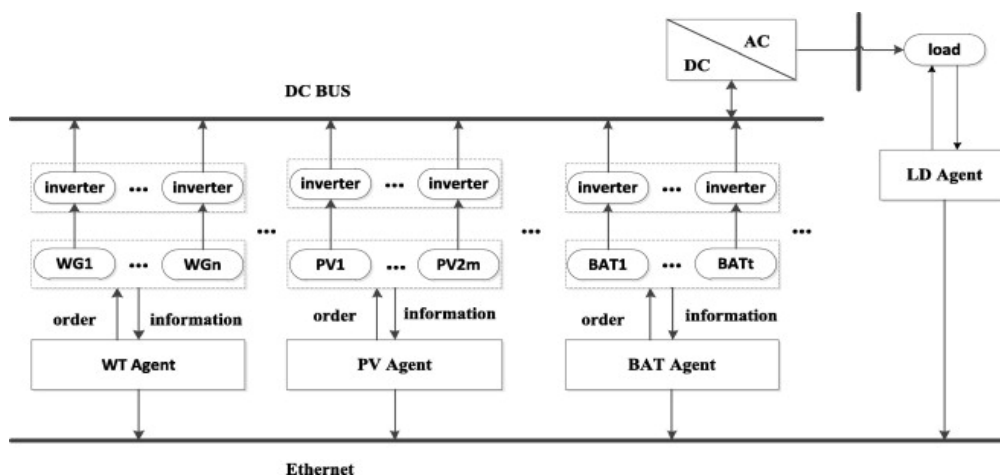 AC
DC
load
DC BUS
inverter ... inverter inverter ... inverter inverter ... inverter
LD Agent
... ... ...
WG1 ... WGn PV1 ... PV2m BAT1 ... BATt
order information order information order information
WT Agent PV Agent BAT Agent
Ethernet